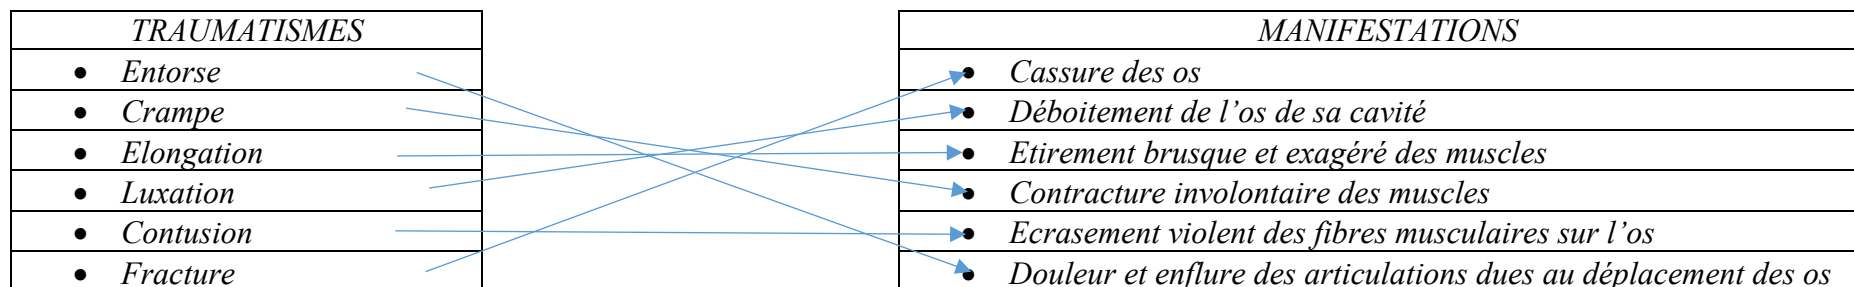 TRAUMATISMES
• Entorse
• Crampe
• Elongation
• Luxation
• Contusion
• Fracture
MANIFESTATIONS
• Cassure des os
• Déboitement de l’os de sa cavité
• Etirement brusque et exagéré des muscles
• Contracture involontaire des muscles
• Ecrasement violent des fibres musculaires sur l’os
• Douleur et enflure des articulations dues au déplacement des os